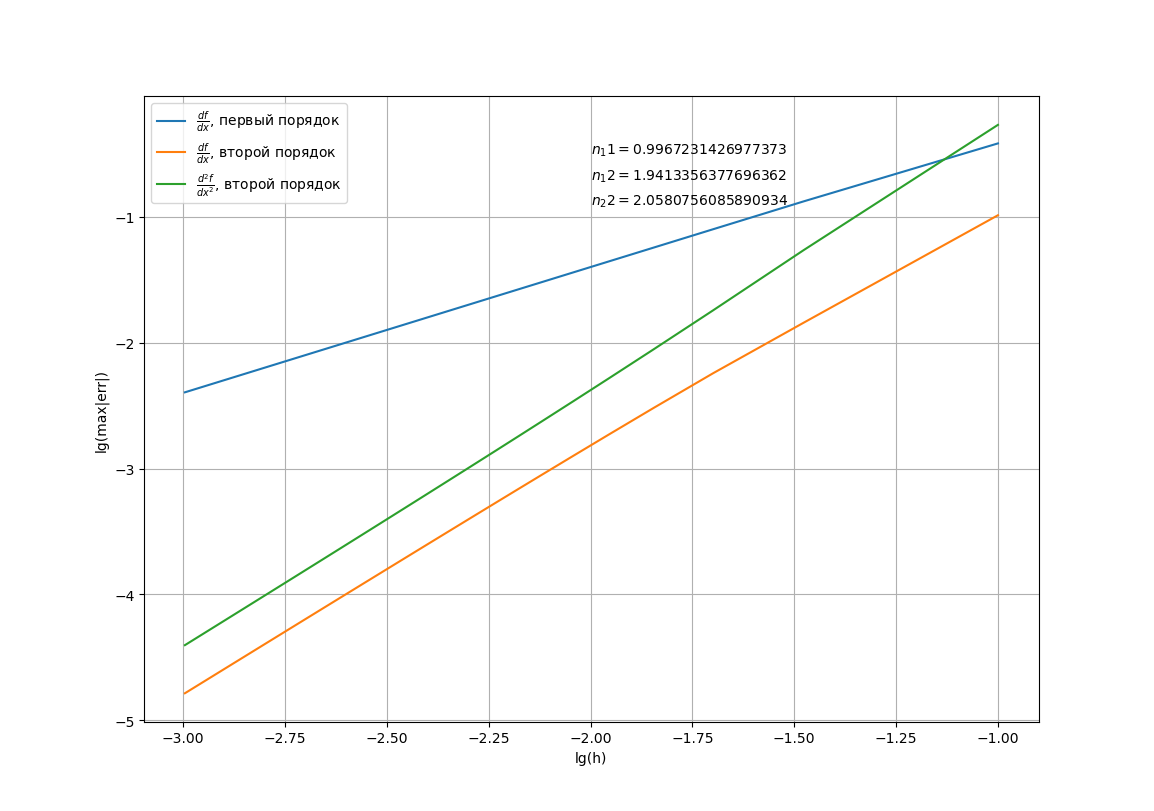 df/dx, первый порядок
df/dx, второй порядок
d²f/dx², второй порядок
n₁1 = 0.9967231426977373
n₁2 = 1.9413356377696362
n₂2 = 2.0580756085890934
−1
−2
−3
−4
−5
lg(max|err|)
−3.00 −2.75 −2.50 −2.25 −2.00 −1.75 −1.50 −1.25 −1.00
lg(h)